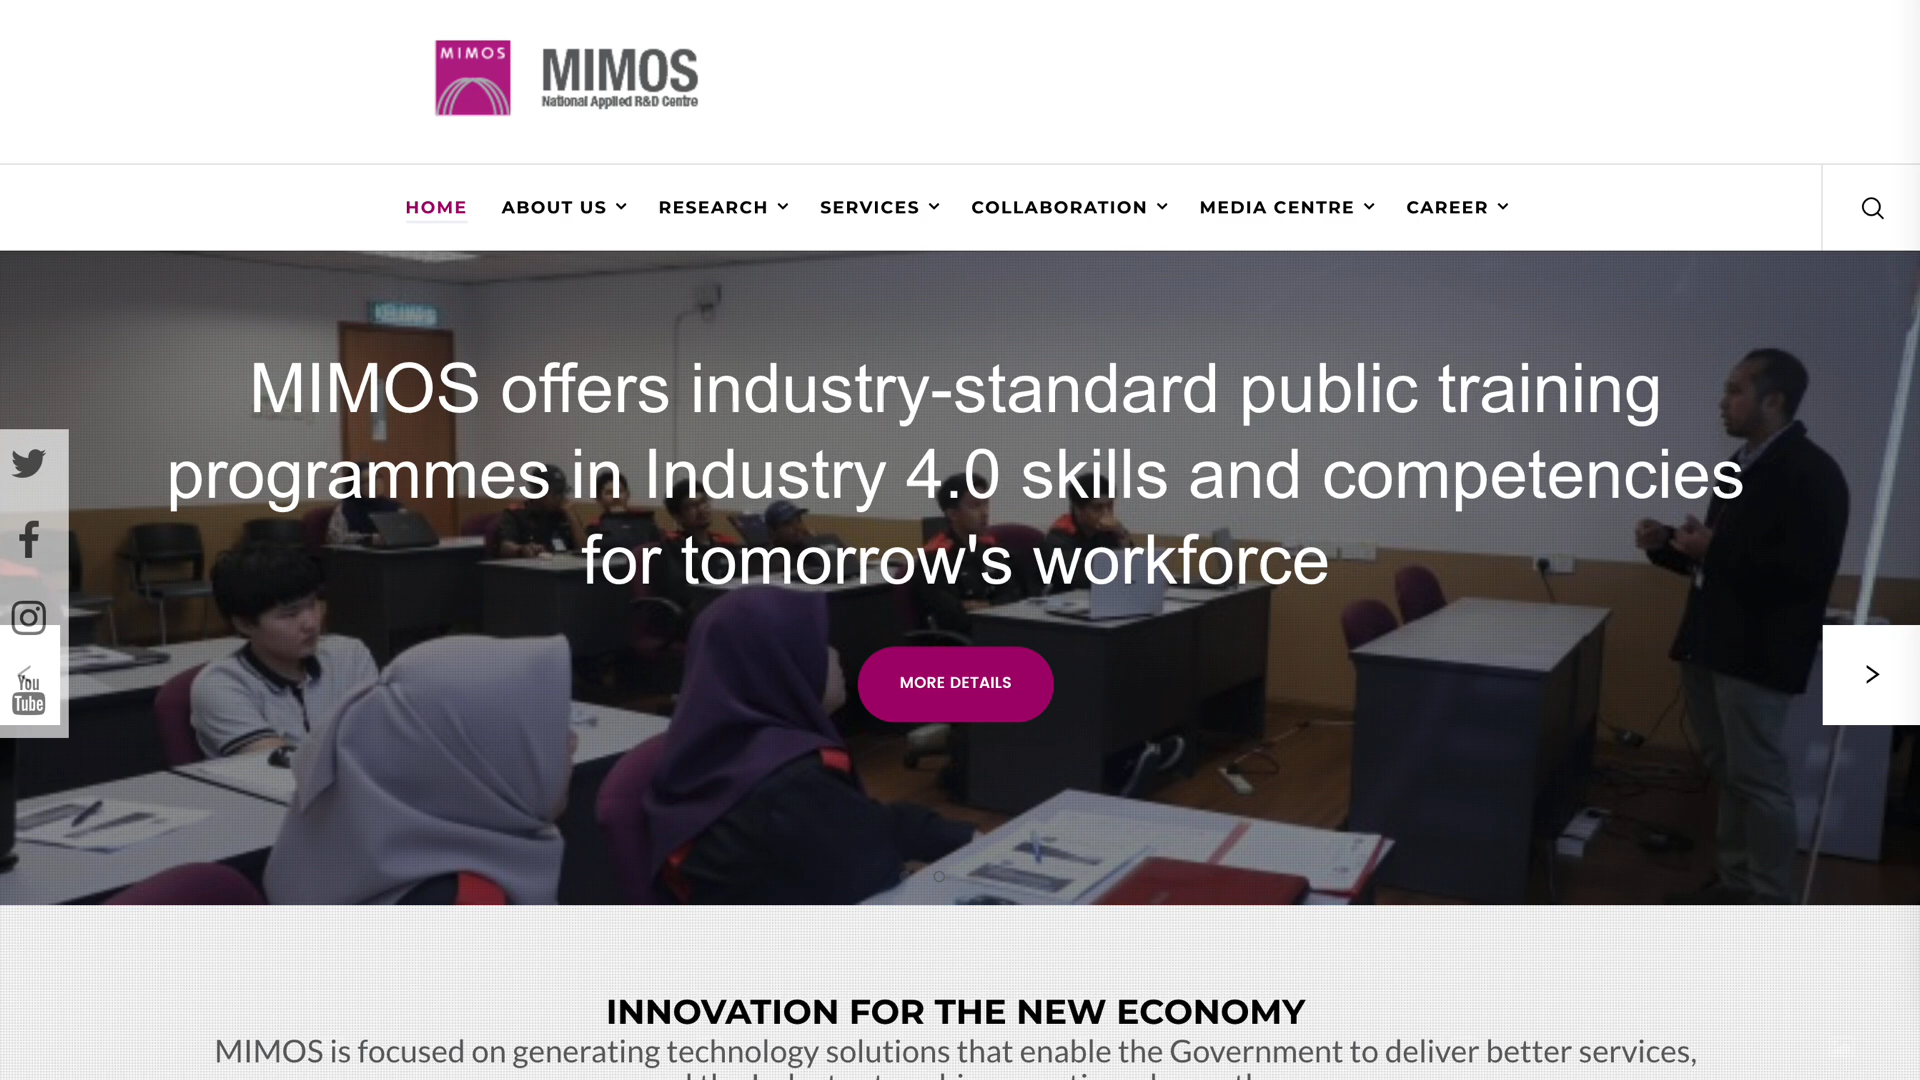 MIMOS
MIMOS
National Applied R&D Centre
HOME ABOUT US RESEARCH SERVICES COLLABORATION MEDIA CENTRE CAREER
KELUAR
MIMOS offers industry-standard public training
programmes in Industry 4.0 skills and competencies
for tomorrow's workforce
You
Tube
MORE DETAILS
INNOVATION FOR THE NEW ECONOMY
MIMOS is focused on generating technology solutions that enable the Government to deliver better services,